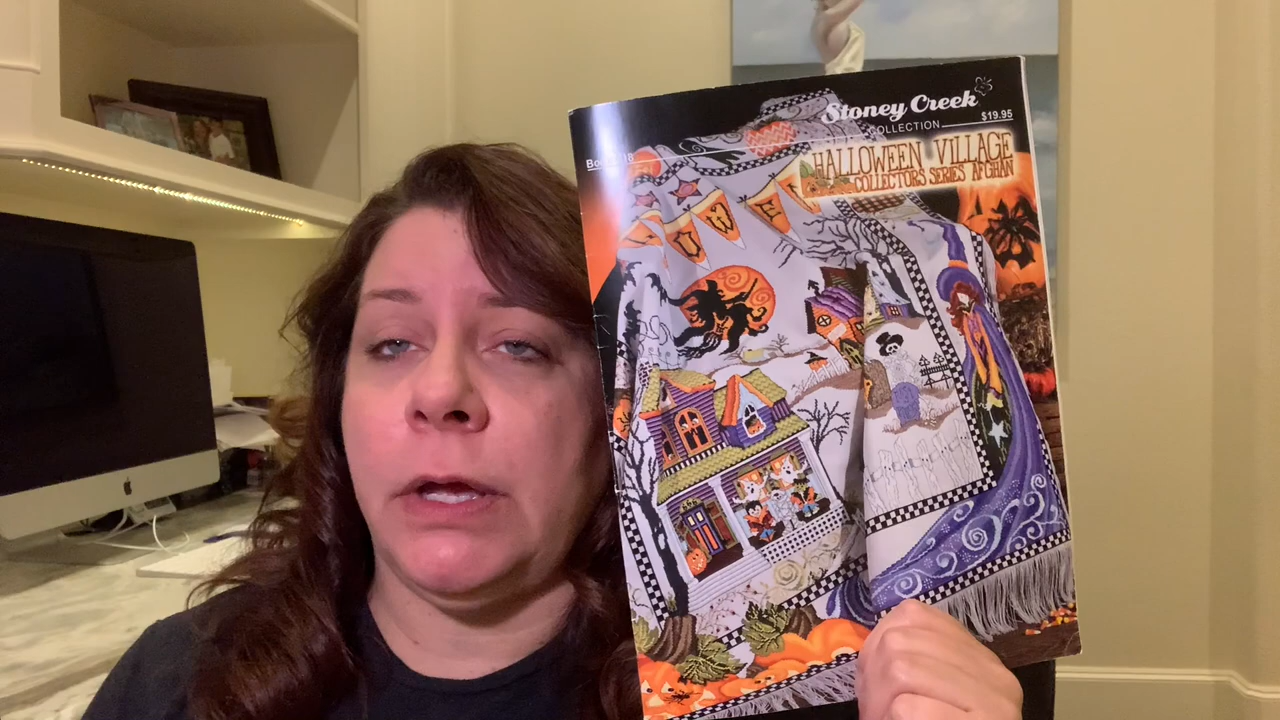 Stoney Creek
COLLECTION
$19.95
HALLOWEEN VILLAGE
COLLECTORS SERIES AFGHAN